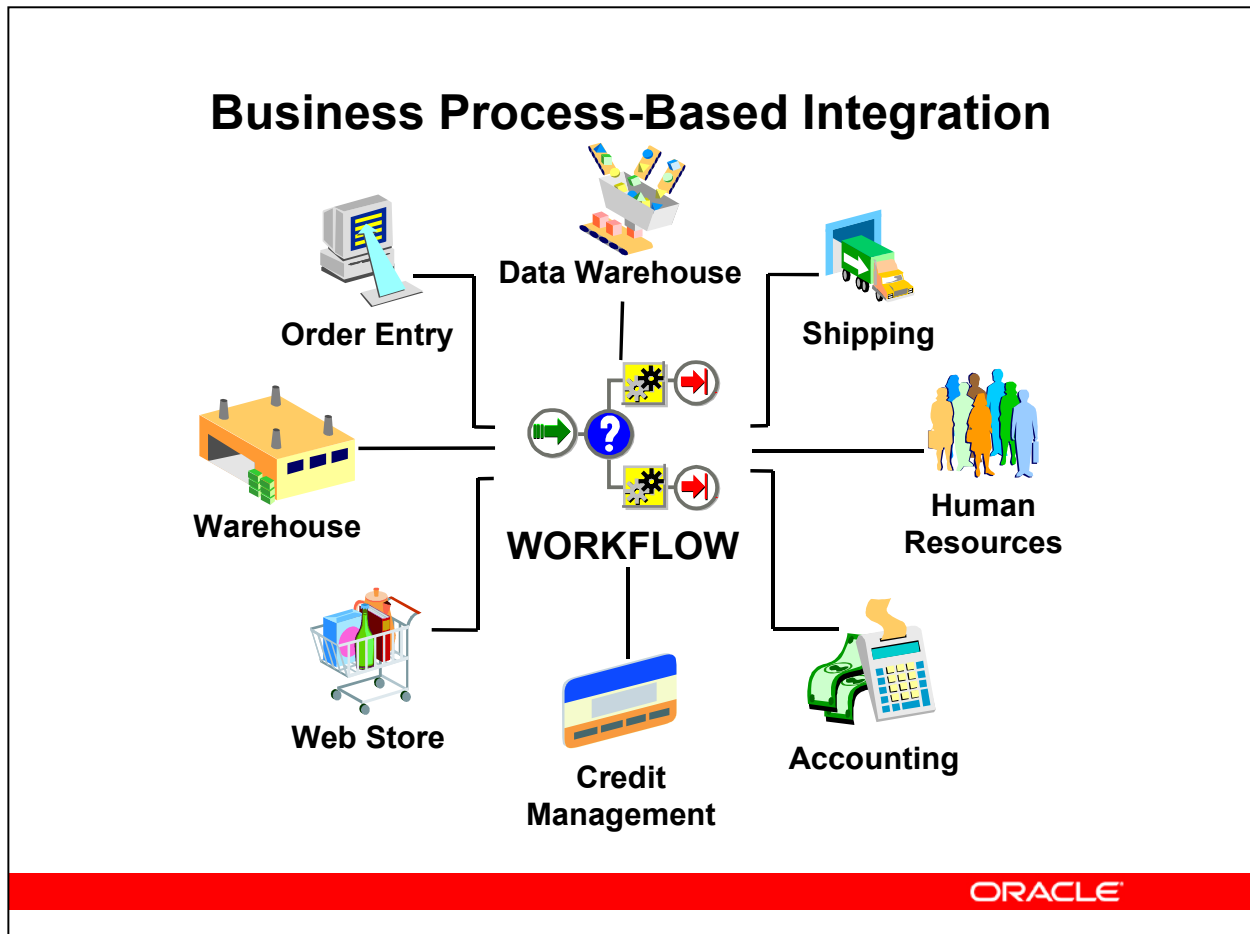 Business Process-Based Integration
Data Warehouse
Order Entry
Shipping
?
Warehouse
WORKFLOW
Human
Resources
Web Store
Credit
Management
Accounting
ORACLE